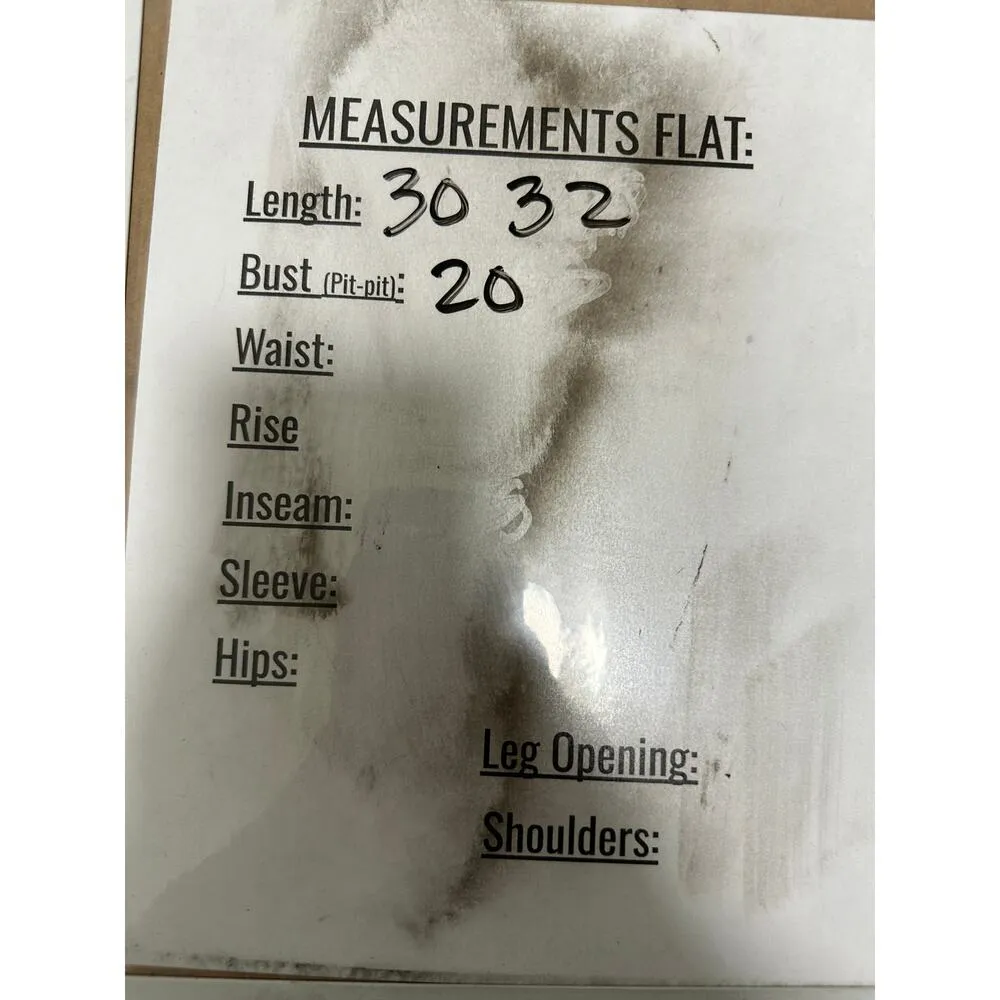 MEASUREMENTS FLAT:
Length: 30 32
Bust (Pit-pit): 20
Waist:
Rise
Inseam:
Sleeve:
Hips:
Leg Opening:
Shoulders: